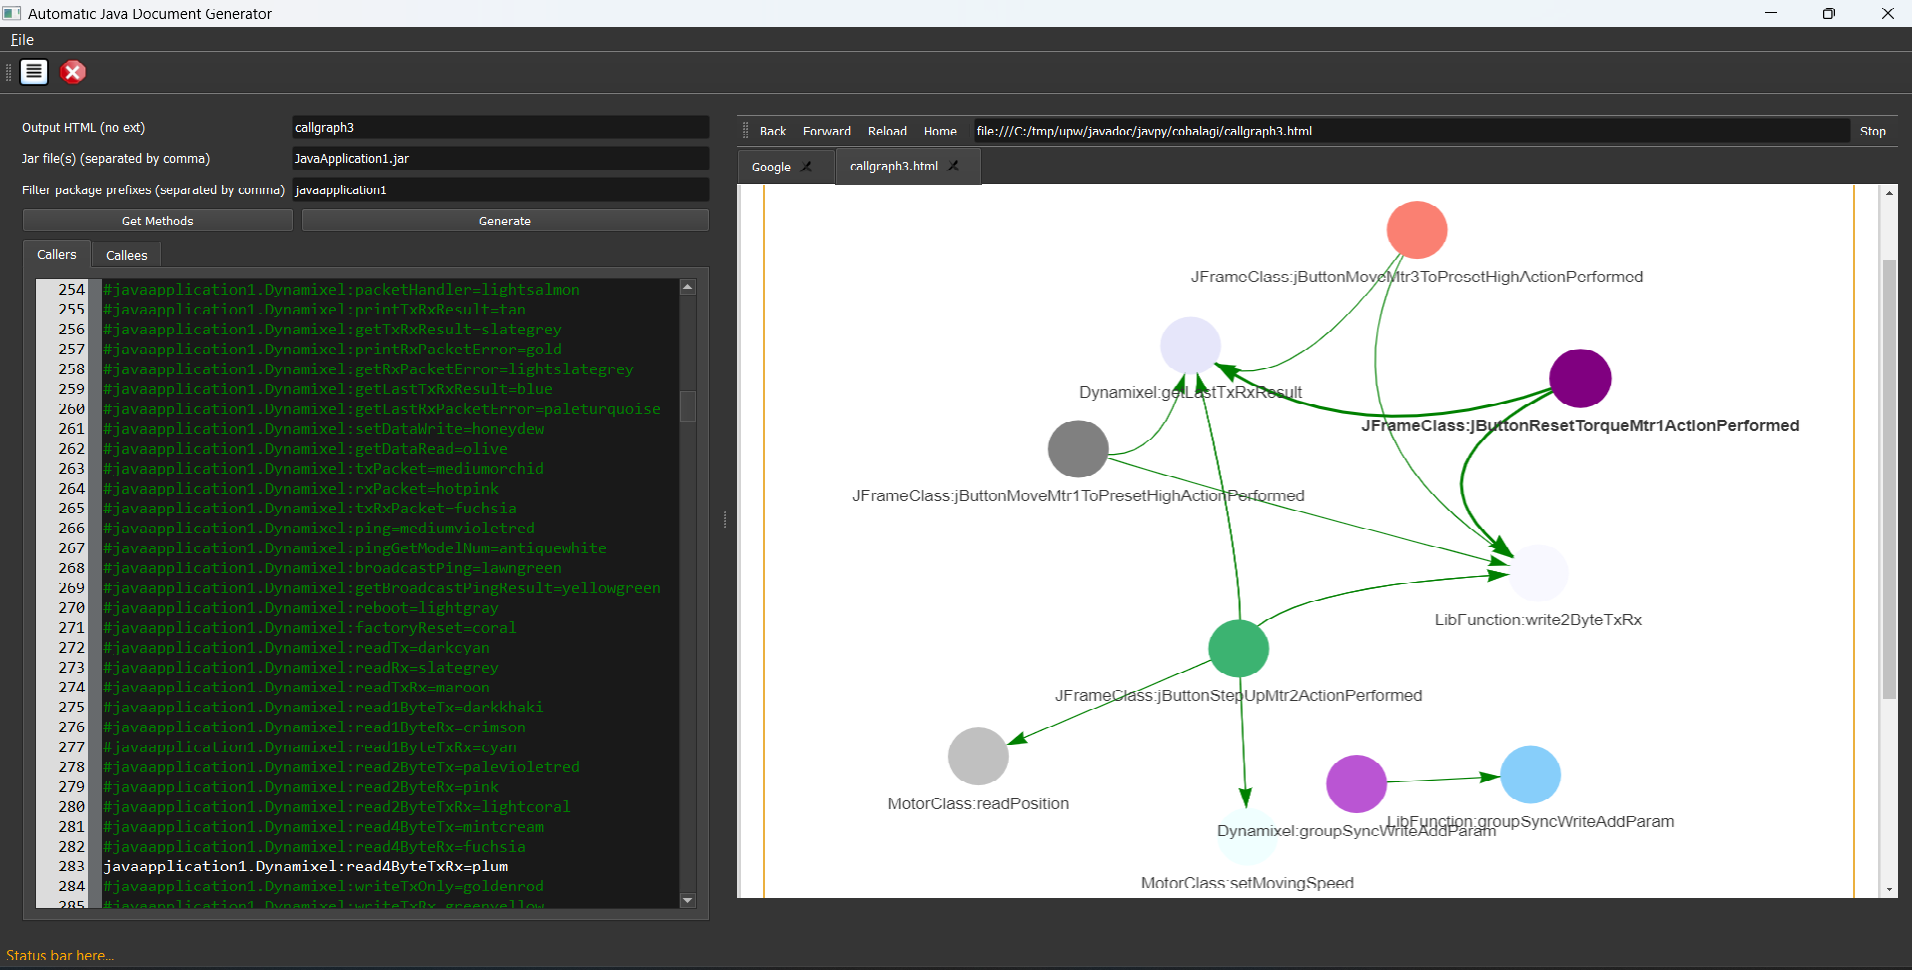 Automatic Java Document Generator
File
Output HTML (no ext)
callgraph3
Jar file(s) (separated by comma)
JavaApplication1.jar
Filter package prefixes (separated by comma)
javaapplication1
Get Methods
Generate
Callers
Callees
254 #javaapplication1.Dynamixel:packetHandler=lightsalmon
255 #javaapplication1.Dynamixel:printTxRxResult=tan
256 #javaapplication1.Dynamixel:getTxRxResult=slategrey
257 #javaapplication1.Dynamixel:printRxPacketError=gold
258 #javaapplication1.Dynamixel:getRxPacketError=lightslategrey
259 #javaapplication1.Dynamixel:getLastTxRxResult=blue
260 #javaapplication1.Dynamixel:getLastRxPacketError=paleturquoise
261 #javaapplication1.Dynamixel:setDataWrite=honeydew
262 #javaapplication1.Dynamixel:getDataRead=olive
263 #javaapplication1.Dynamixel:txPacket=mediumorchid
264 #javaapplication1.Dynamixel:rxPacket=hotpink
265 #javaapplication1.Dynamixel:txRxPacket=fuchsia
266 #javaapplication1.Dynamixel:ping=mediumvioletred
267 #javaapplication1.Dynamixel:pingGetModelNum=antiquewhite
268 #javaapplication1.Dynamixel:broadcastPing=lawngreen
269 #javaapplication1.Dynamixel:getBroadcastPingResult=yellowgreen
270 #javaapplication1.Dynamixel:reboot=lightgray
271 #javaapplication1.Dynamixel:factoryReset=coral
272 #javaapplication1.Dynamixel:readTx=darkcyan
273 #javaapplication1.Dynamixel:readRx=slategrey
274 #javaapplication1.Dynamixel:readTxRx=maroon
275 #javaapplication1.Dynamixel:read1ByteTx=darkkhaki
276 #javaapplication1.Dynamixel:read1ByteRx=crimson
277 #javaapplication1.Dynamixel:read1ByteTxRx=cyan
278 #javaapplication1.Dynamixel:read2ByteTx=palevioletred
279 #javaapplication1.Dynamixel:read2ByteRx=pink
280 #javaapplication1.Dynamixel:read2ByteTxRx=lightcoral
281 #javaapplication1.Dynamixel:read4ByteTx=mintcream
282 #javaapplication1.Dynamixel:read4ByteRx=fuchsia
283 javaapplication1.Dynamixel:read4ByteTxRx=plum
284 #javaapplication1.Dynamixel:writeTxOnly=goldenrod
285 #javaapplication1.Dynamixel:writeTxRx=greenyellow
Back Forward Reload Home file:///C:/tmp/upw/javadoc/javpy/cobalagi/callgraph3.html Stop
Google
callgraph3.html
JFrameClass:jButtonMoveMtr3ToPresetHighActionPerformed
Dynamixel:getLastTxRxResult
JFrameClass:jButtonResetTorqueMtr1ActionPerformed
JFrameClass:jButtonMoveMtr1ToPresetHighActionPerformed
LibFunction:write2ByteTxRx
JFrameClass:jButtonStepUpMtr2ActionPerformed
MotorClass:readPosition
LibFunction:groupSyncWriteAddParam
Dynamixel:groupSyncWriteAddParam
MotorClass:setMovingSpeed
Status bar here...